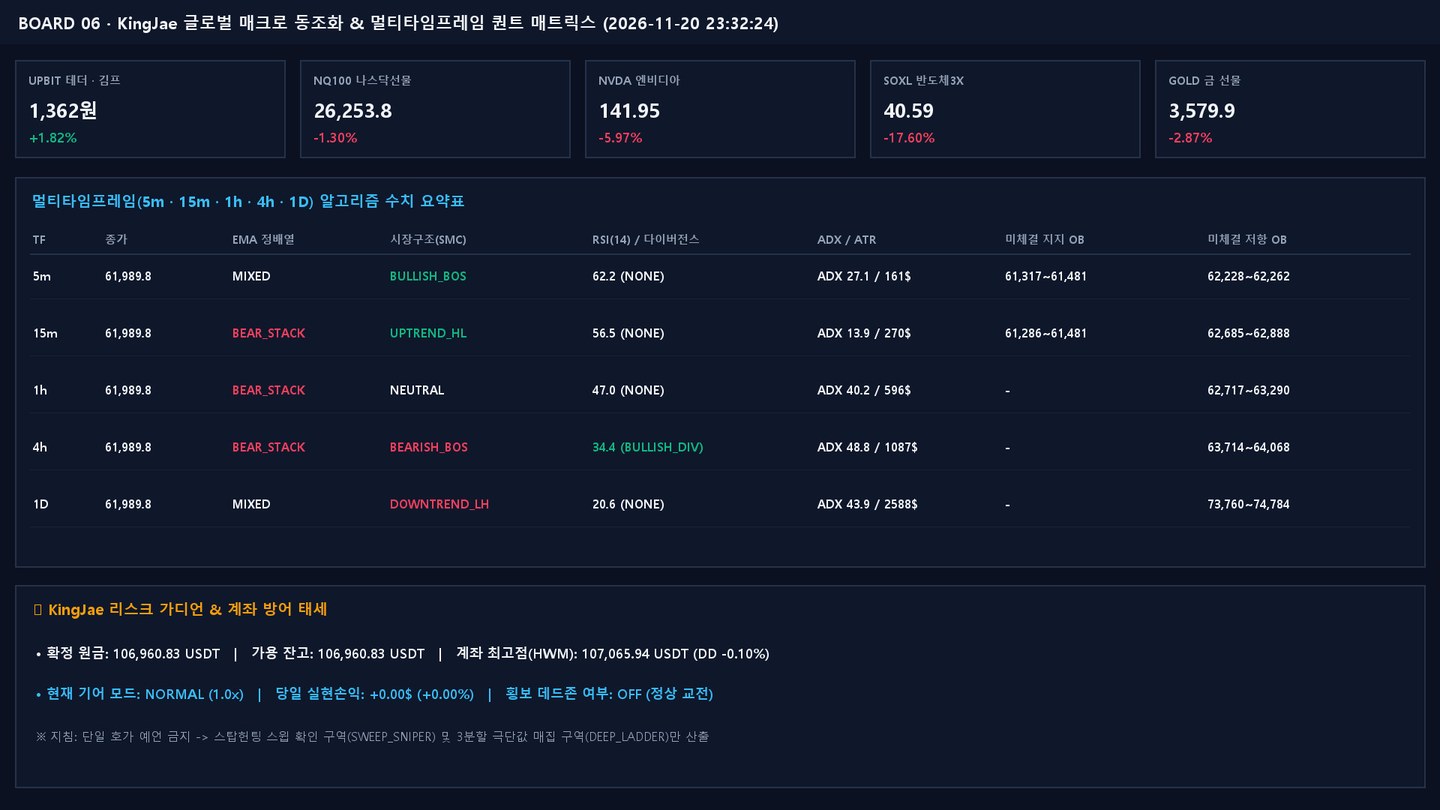 BOARD 06 · KingJae 글로벌 매크로 동조화 & 멀티타임프레임 퀀트 매트릭스 (2026-11-20 23:32:24)
UPBIT 테더 · 김프
1,362원
+1.82%
NQ100 나스닥선물
26,253.8
-1.30%
NVDA 엔비디아
141.95
-5.97%
SOXL 반도체3X
40.59
-17.60%
GOLD 금 선물
3,579.9
-2.87%
멀티타임프레임(5m · 15m · 1h · 4h · 1D) 알고리즘 수치 요약표
TF 종가 EMA 정배열 시장구조(SMC) RSI(14) / 다이버전스 ADX / ATR 미체결 지지 OB 미체결 저항 OB
5m 61,989.8 MIXED BULLISH_BOS 62.2 (NONE) ADX 27.1 / 161$ 61,317~61,481 62,228~62,262
15m 61,989.8 BEAR_STACK UPTREND_HL 56.5 (NONE) ADX 13.9 / 270$ 61,286~61,481 62,685~62,888
1h 61,989.8 BEAR_STACK NEUTRAL 47.0 (NONE) ADX 40.2 / 596$ - 62,717~63,290
4h 61,989.8 BEAR_STACK BEARISH_BOS 34.4 (BULLISH_DIV) ADX 48.8 / 1087$ - 63,714~64,068
1D 61,989.8 MIXED DOWNTREND_LH 20.6 (NONE) ADX 43.9 / 2588$ - 73,760~74,784
KingJae 리스크 가디언 & 계좌 방어 태세
• 확정 원금: 106,960.83 USDT | 가용 잔고: 106,960.83 USDT | 계좌 최고점(HWM): 107,065.94 USDT (DD -0.10%)
• 현재 기어 모드: NORMAL (1.0x) | 당일 실현손익: +0.00$ (+0.00%) | 횡보 데드존 여부: OFF (정상 교전)
※ 지침: 단일 호가 예언 금지 -> 스탑헌팅 스윕 확인 구역(SWEEP_SNIPER) 및 3분할 극단값 매집 구역(DEEP_LADDER)만 산출